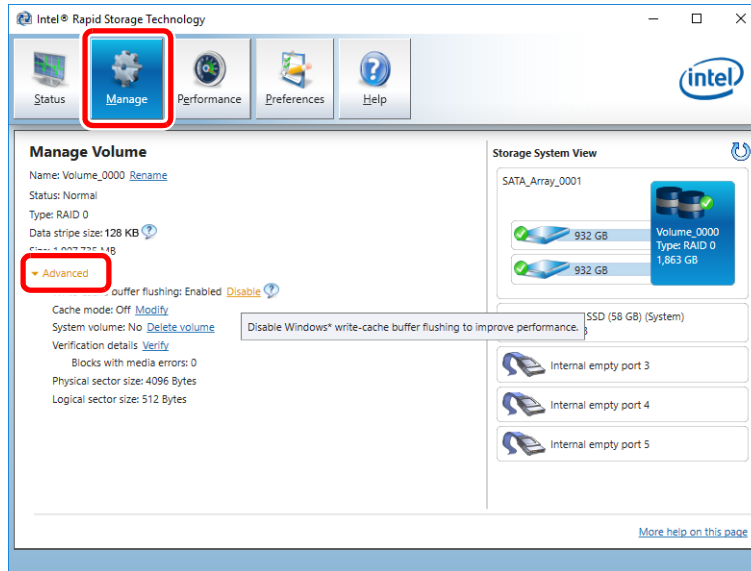 Intel® Rapid Storage Technology
Status
Manage
Performance
Preferences
Help
intel
Manage Volume
Name: Volume_0000 Rename
Status: Normal
Type: RAID 0
Data stripe size: 128 KB
Advanced
buffer flushing: Enabled Disable
Cache mode: Off Modify
System volume: No Delete volume
Disable Windows* write-cache buffer flushing to improve performance.
Verification details Verify
Blocks with media errors: 0
Physical sector size: 4096 Bytes
Logical sector size: 512 Bytes
Storage System View
SATA_Array_0001
932 GB
932 GB
Volume_0000
Type: RAID 0
1,863 GB
SSD (58 GB) (System)
Internal empty port 3
Internal empty port 4
Internal empty port 5
More help on this page